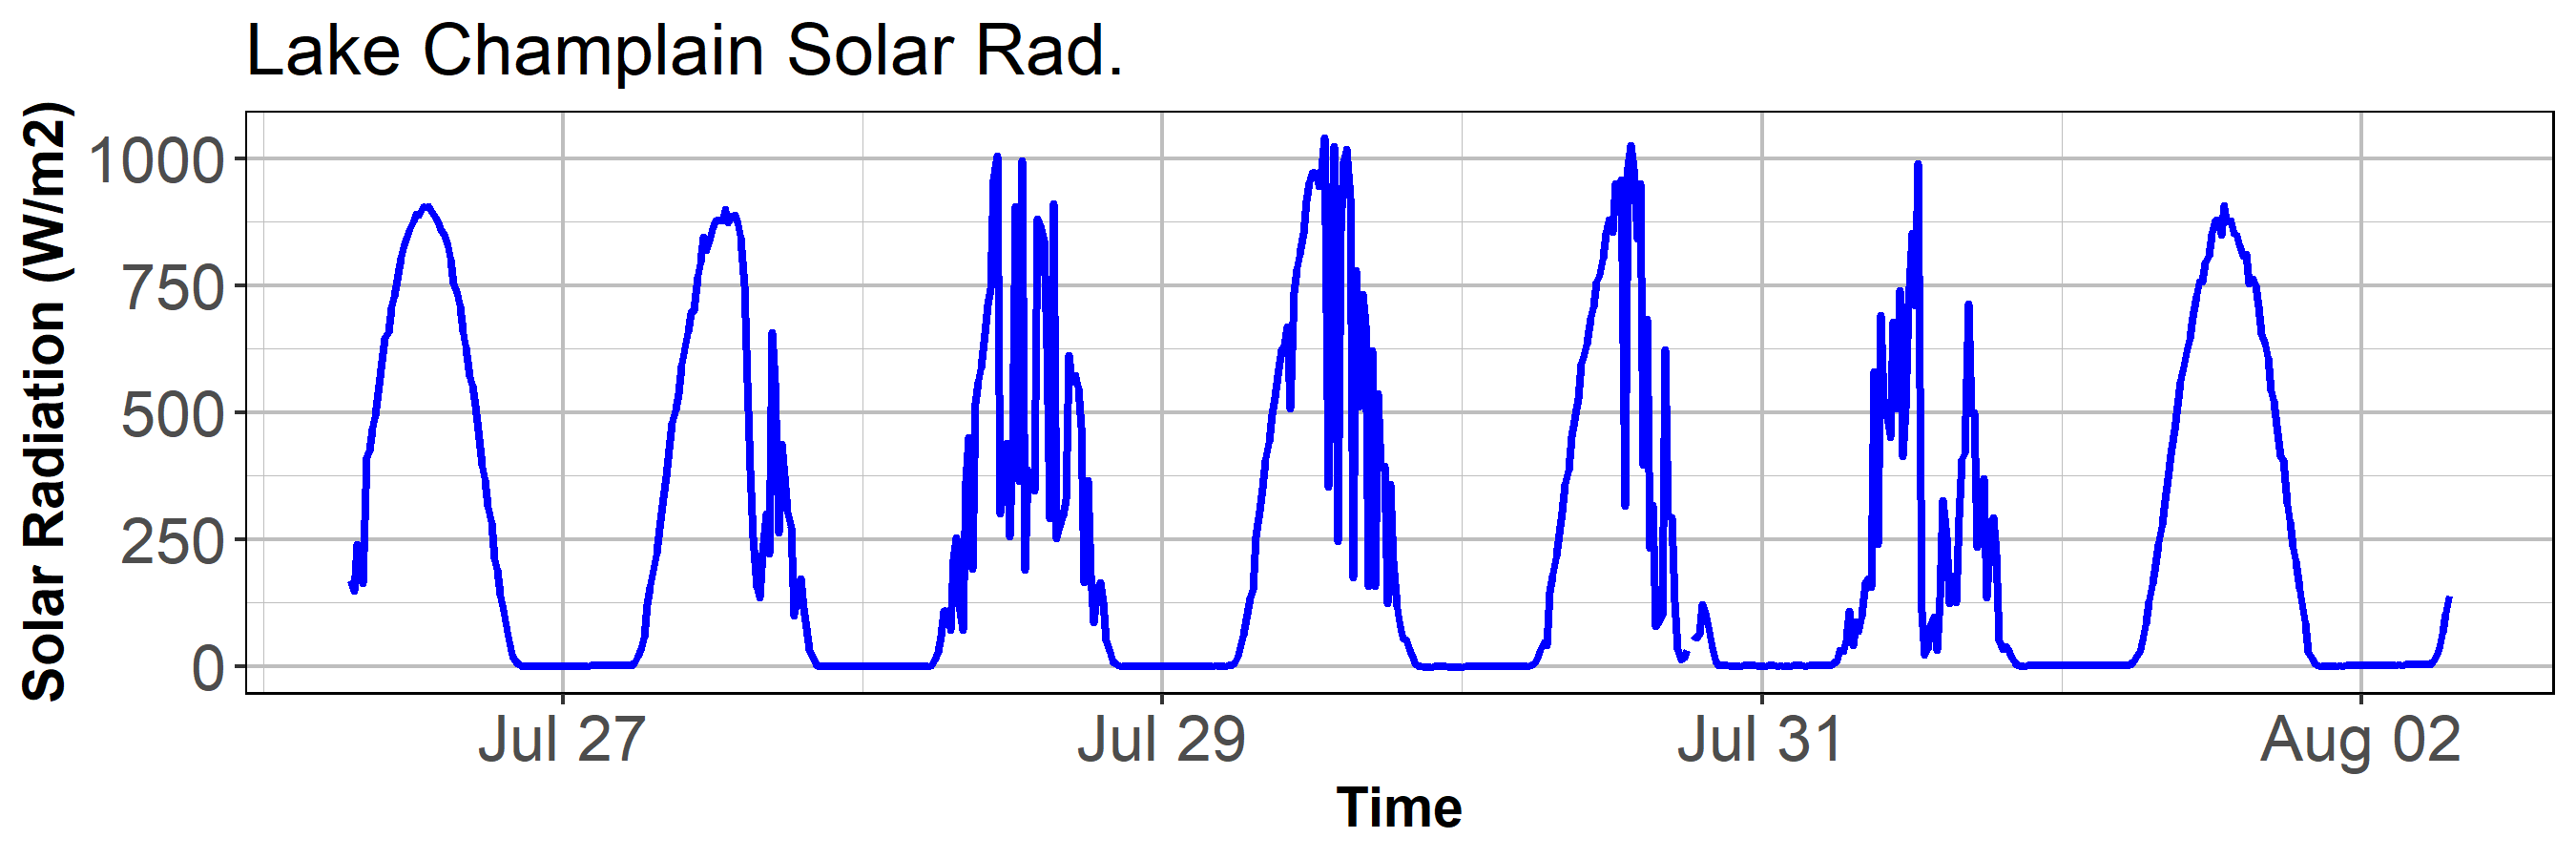 Lake Champlain Solar Rad.
Solar Radiation (W/m2)
1000
750
500
250
0
Jul 27 Jul 29 Jul 31 Aug 02
Time